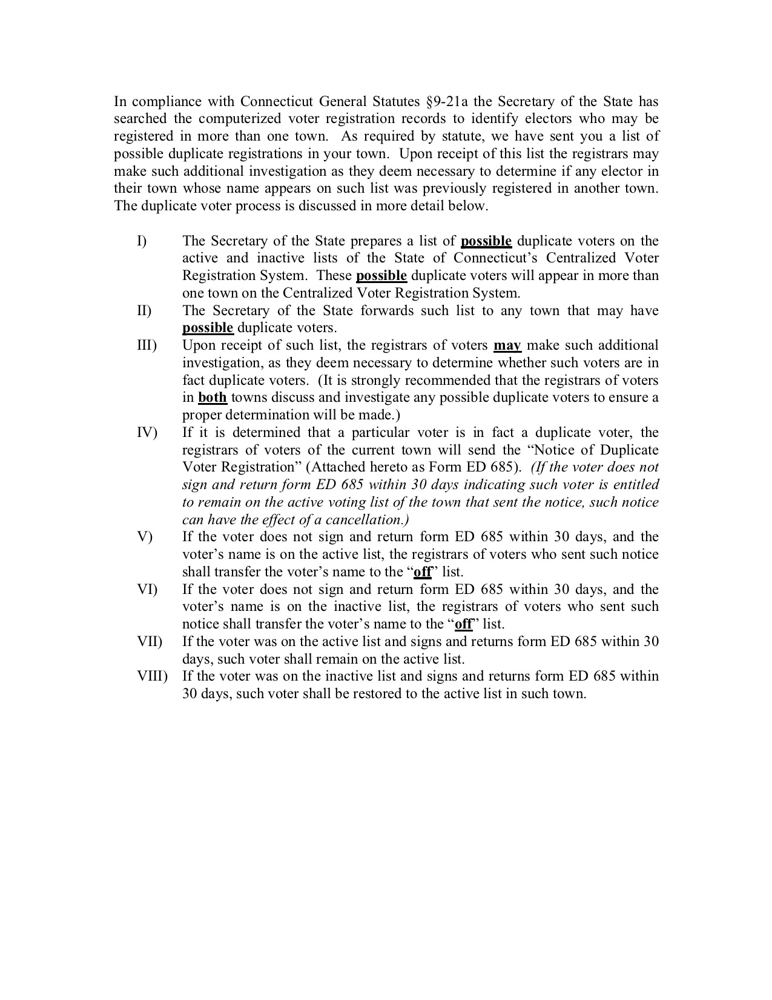 In compliance with Connecticut General Statutes §9-21a the Secretary of the State has
searched the computerized voter registration records to identify electors who may be
registered in more than one town.  As required by statute, we have sent you a list of
possible duplicate registrations in your town.  Upon receipt of this list the registrars may
make such additional investigation as they deem necessary to determine if any elector in
their town whose name appears on such list was previously registered in another town.
The duplicate voter process is discussed in more detail below.
I) The Secretary of the State prepares a list of possible duplicate voters on the
active and inactive lists of the State of Connecticut’s Centralized Voter
Registration System.  These possible duplicate voters will appear in more than
one town on the Centralized Voter Registration System.
II) The Secretary of the State forwards such list to any town that may have
possible duplicate voters.
III) Upon receipt of such list, the registrars of voters may make such additional
investigation, as they deem necessary to determine whether such voters are in
fact duplicate voters.  (It is strongly recommended that the registrars of voters
in both towns discuss and investigate any possible duplicate voters to ensure a
proper determination will be made.)
IV) If it is determined that a particular voter is in fact a duplicate voter, the
registrars of voters of the current town will send the “Notice of Duplicate
Voter Registration” (Attached hereto as Form ED 685).  (If the voter does not
sign and return form ED 685 within 30 days indicating such voter is entitled
to remain on the active voting list of the town that sent the notice, such notice
can have the effect of a cancellation.)
V) If the voter does not sign and return form ED 685 within 30 days, and the
voter’s name is on the active list, the registrars of voters who sent such notice
shall transfer the voter’s name to the “off” list.
VI) If the voter does not sign and return form ED 685 within 30 days, and the
voter’s name is on the inactive list, the registrars of voters who sent such
notice shall transfer the voter’s name to the “off” list.
VII) If the voter was on the active list and signs and returns form ED 685 within 30
days, such voter shall remain on the active list.
VIII) If the voter was on the inactive list and signs and returns form ED 685 within
30 days, such voter shall be restored to the active list in such town.